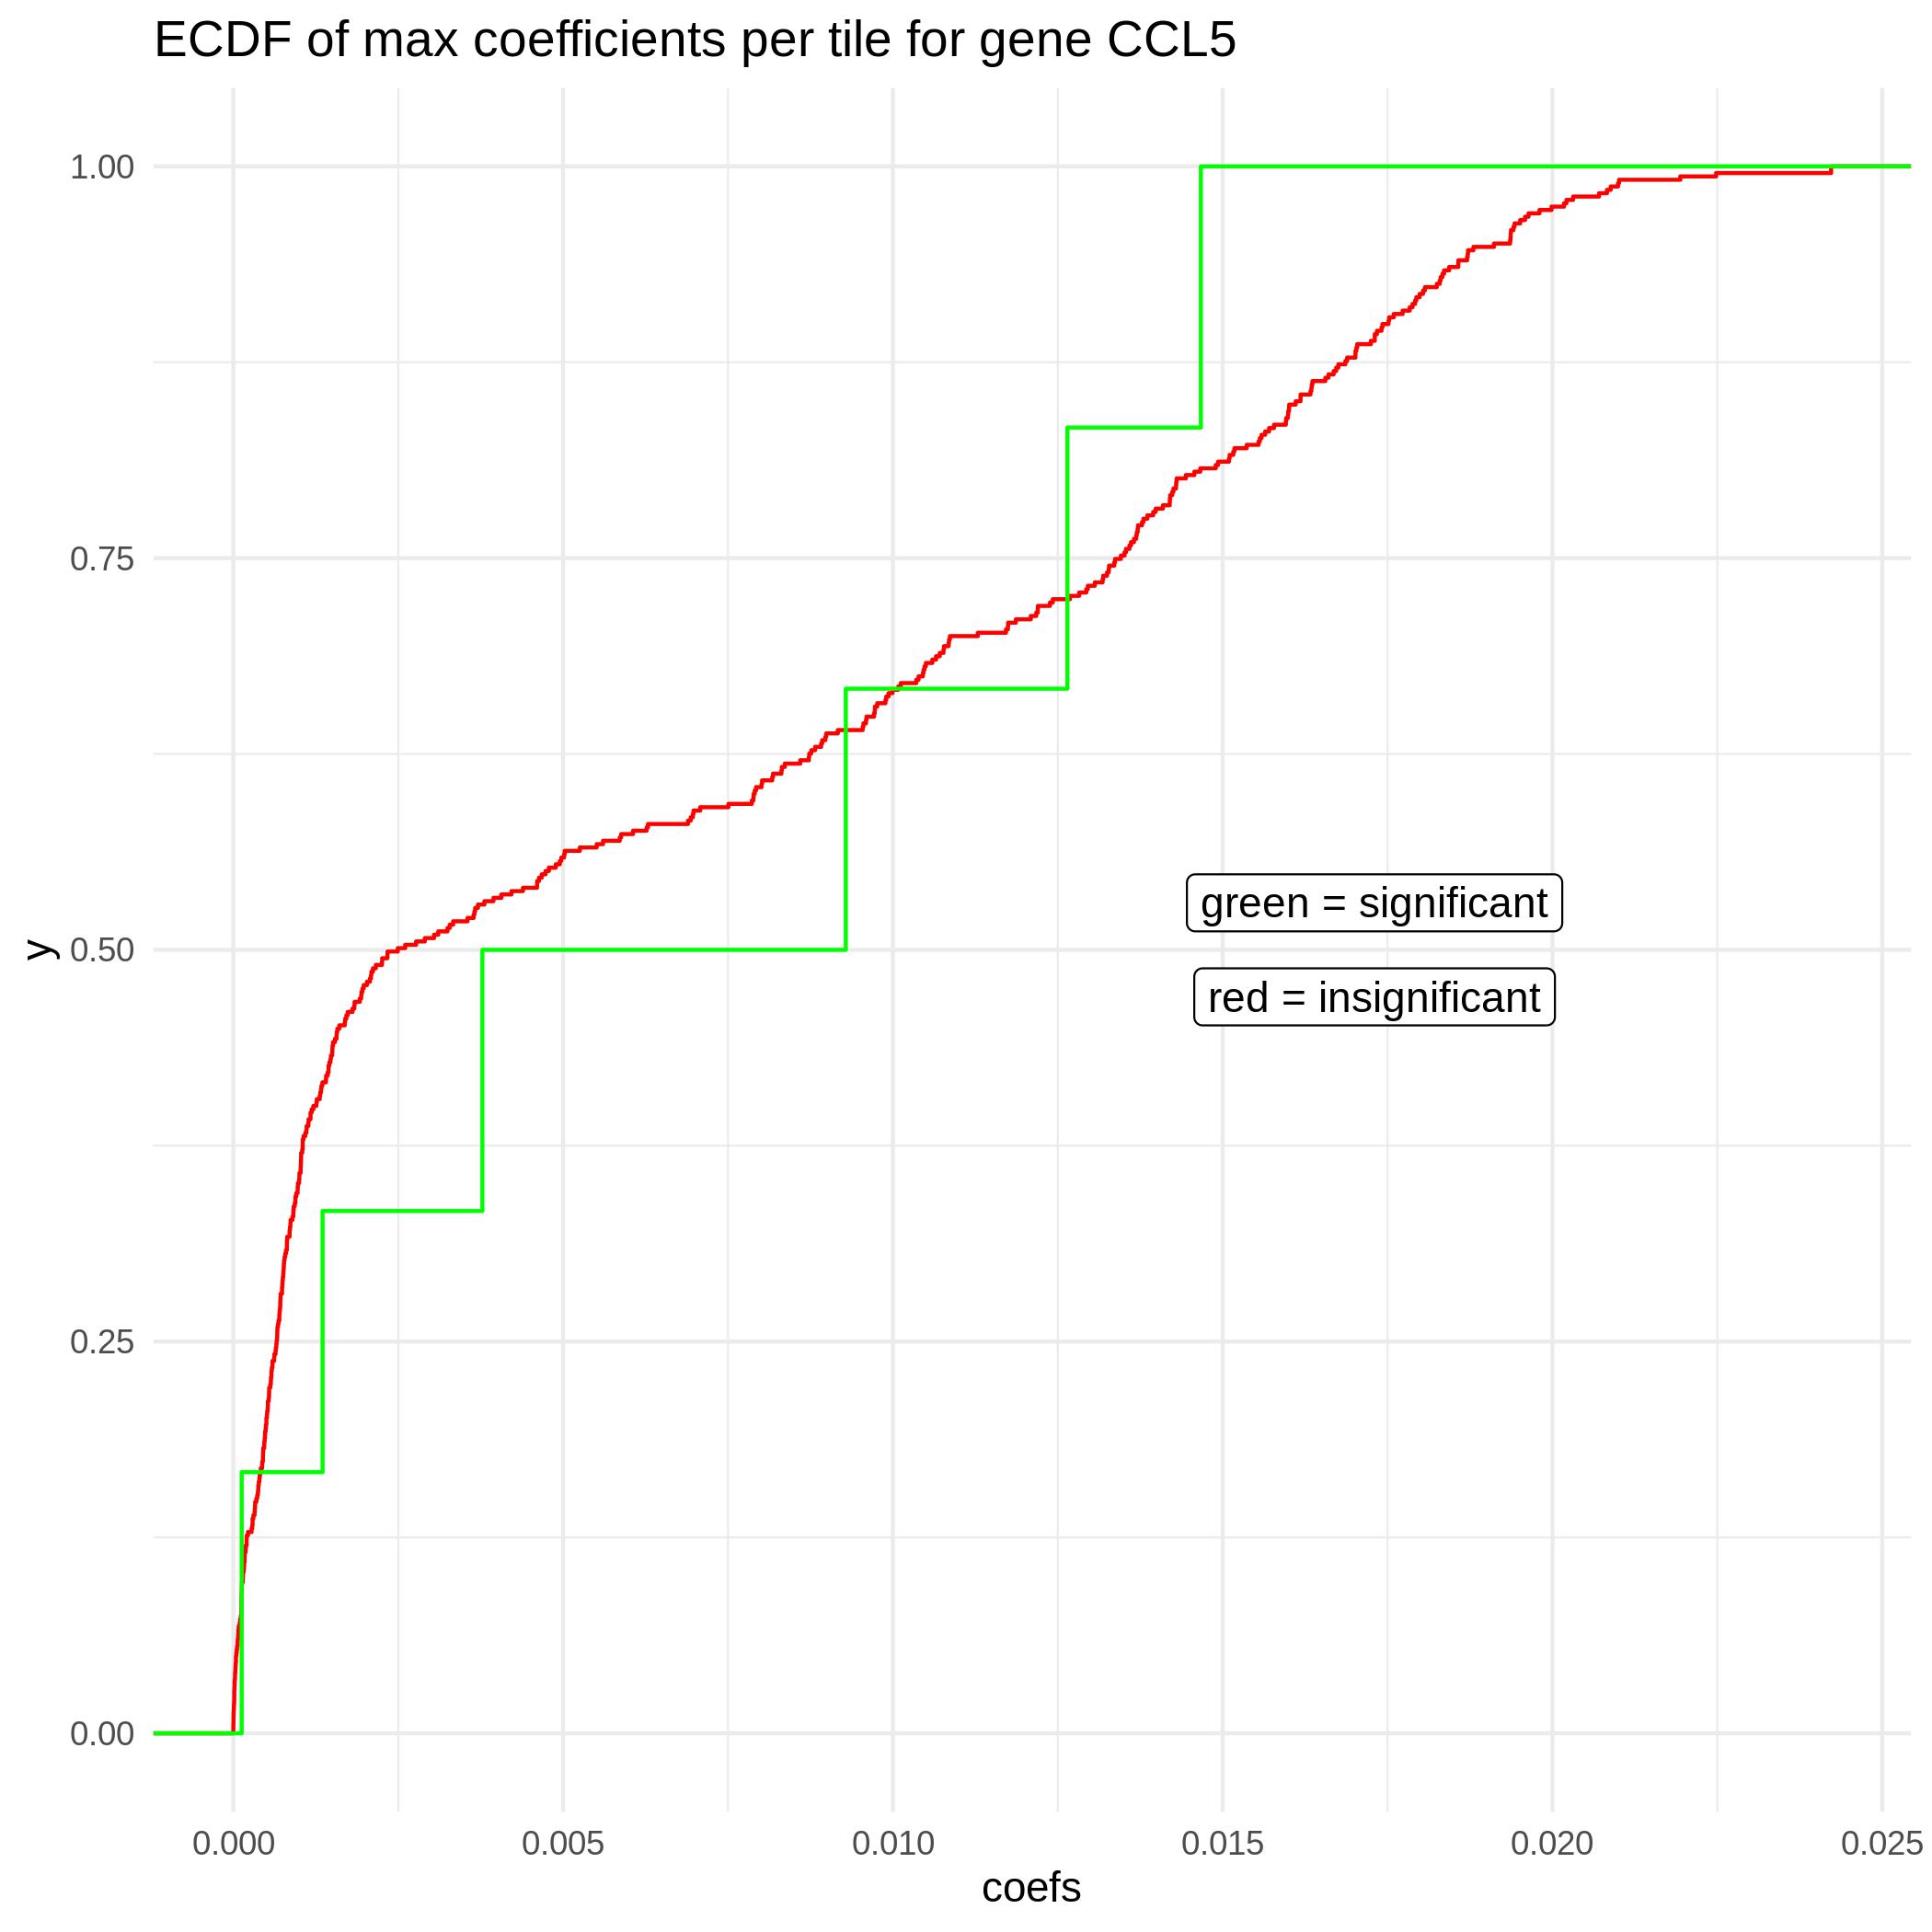 ECDF of max coefficients per tile for gene CCL5
1.00
0.75
0.50
0.25
0.00
y
green = significant
red = insignificant
0.000 0.005 0.010 0.015 0.020 0.025
coefs